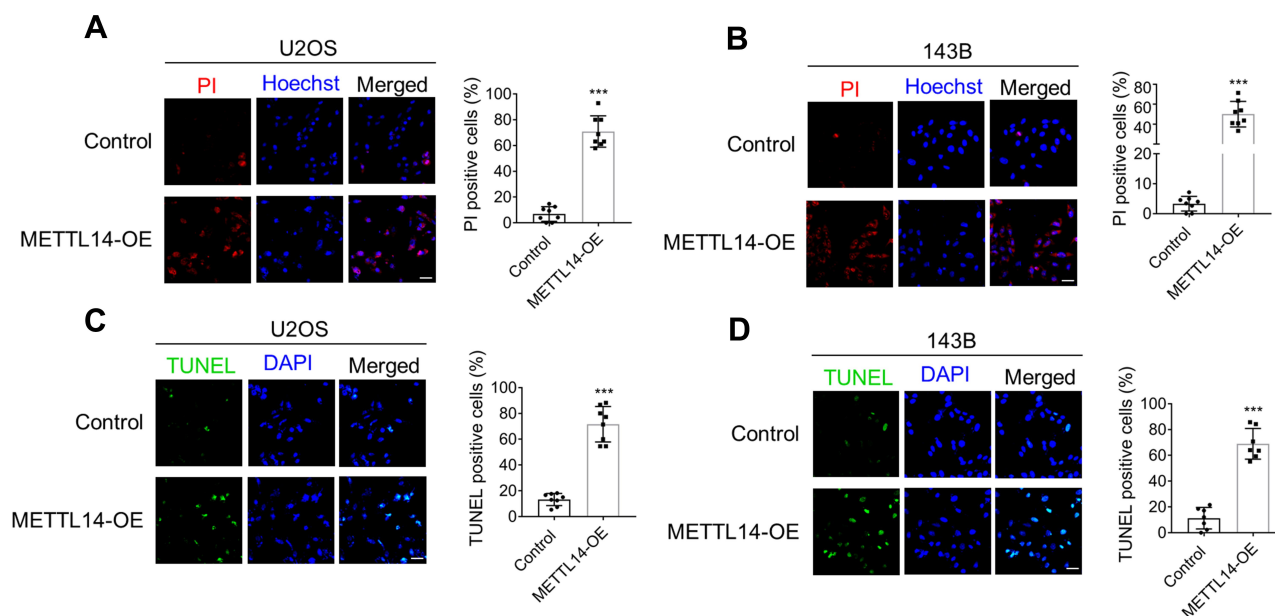 A
U2OS
PI Hoechst Merged
Control
METTL14-OE
PI positive cells (%)
100
80
60
40
20
0
***
Control
METTL14-OE
B
143B
PI Hoechst Merged
Control
METTL14-OE
PI positive cells (%)
80
60
40
20
10
0
***
Control
METTL14-OE
C
U2OS
TUNEL DAPI Merged
Control
METTL14-OE
TUNEL positive cells (%)
100
80
60
40
20
0
***
Control
METTL14-OE
D
143B
TUNEL DAPI Merged
Control
METTL14-OE
TUNEL positive cells (%)
100
80
60
40
20
0
***
Control
METTL14-OE